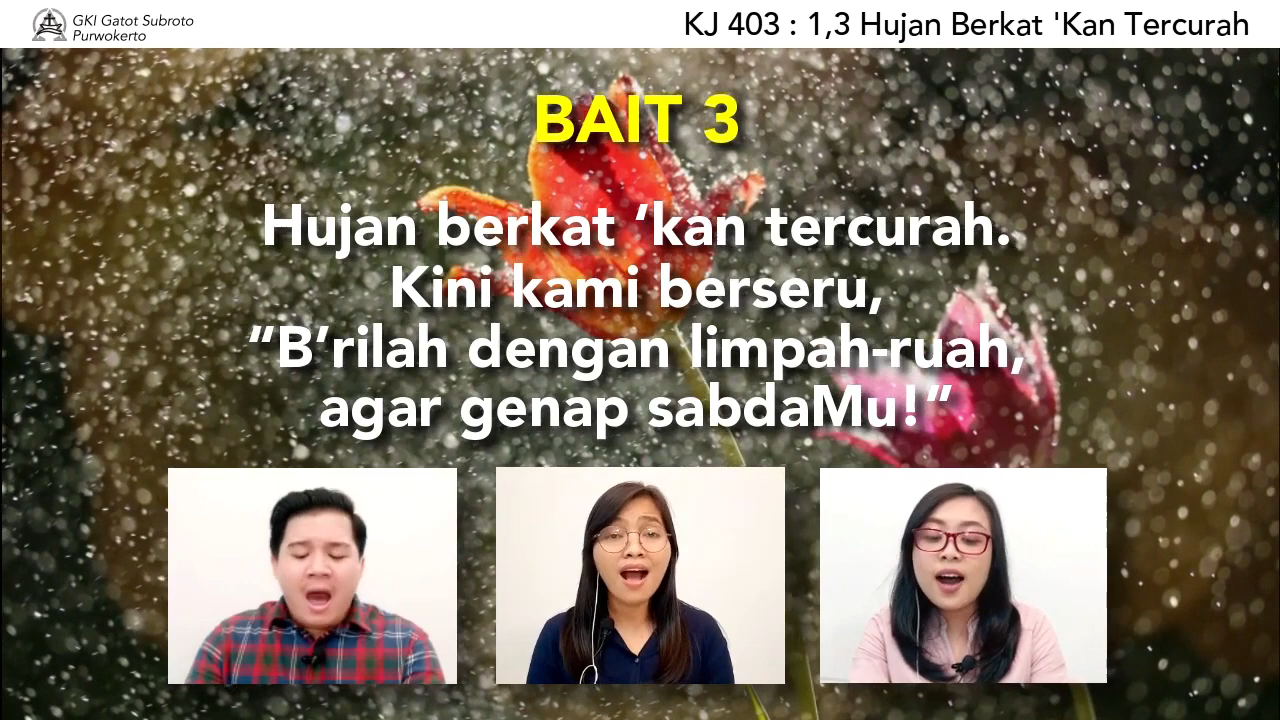 GKI Gatot Subroto
Purwokerto
KJ 403 : 1,3 Hujan Berkat 'Kan Tercurah
BAIT 3
Hujan berkat ‘kan tercurah.
Kini kami berseru,
“B’rilah dengan limpah-ruah,
agar genap sabdaMu!”